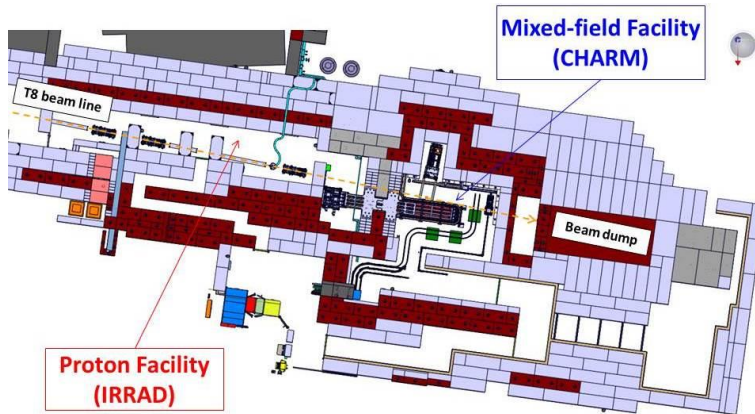 Mixed-field Facility
(CHARM)
T8 beam line
Beam dump
Proton Facility
(IRRAD)